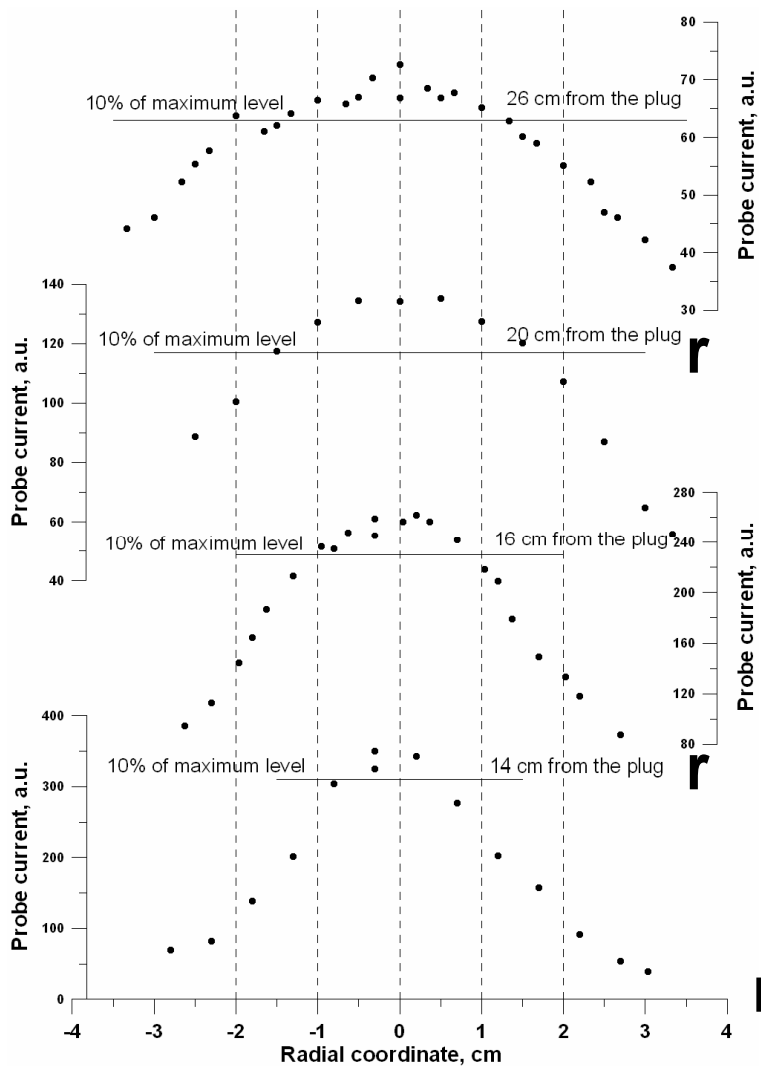 80
10% of maximum level 26 cm from the plug
70
60
50
40
30
Probe current, a.u.
140
10% of maximum level 20 cm from the plug
r
120
100
80
60
40
Probe current, a.u.
280
10% of maximum level 16 cm from the plug
240
200
160
120
80
Probe current, a.u.
r
400
10% of maximum level 14 cm from the plug
300
200
100
0
Probe current, a.u.
-4 -3 -2 -1 0 1 2 3 4
Radial coordinate, cm